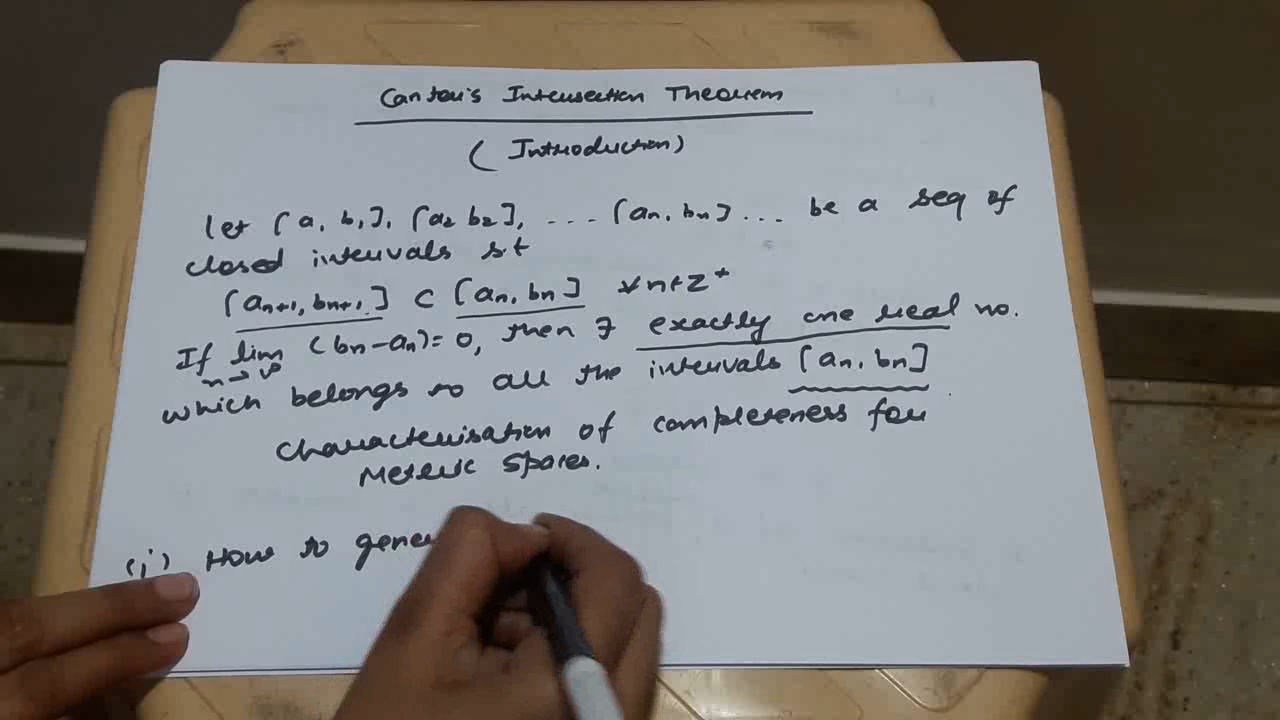 Cantor's Intersection Theorem
(Introduction)
Let [a, b,], [a2 b2], ... [an, bn] ... be a seq of
closed intervals st
[an+1, bn+1] ⊂ [an, bn] ∀n∈Z+
If lim n→∞ (bn-an)=0, then ∃ exactly one real no.
which belongs to all the intervals [an, bn]
Characterisation of completeness for
Metric spaces.
(i) How to gene